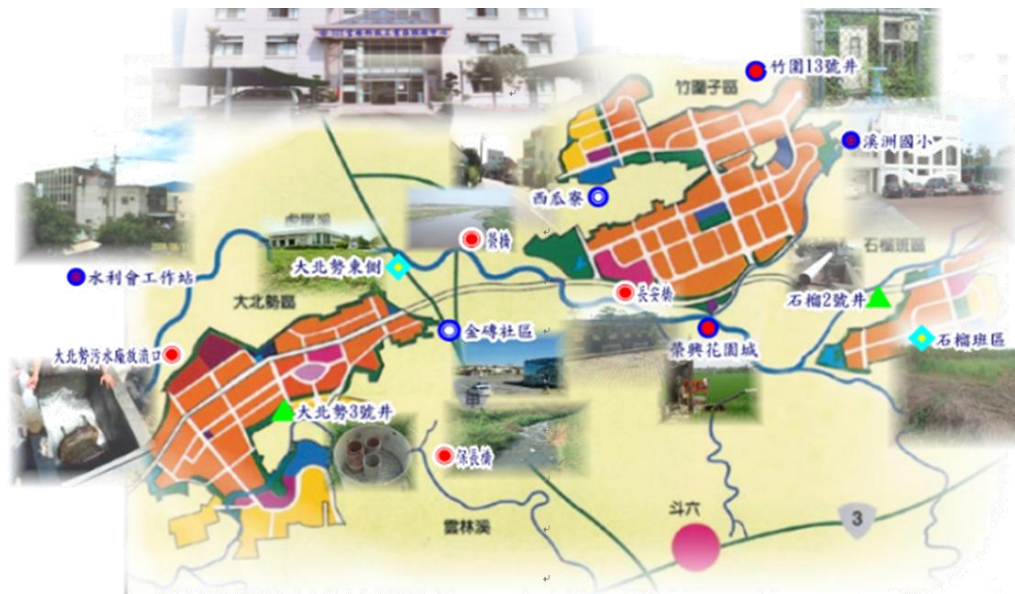 竹圍13號井
竹圍子區
溪洲國小
西瓜寮
虎尾溪
榮橋
石榴班區
水利會工作站
大北勢東側
大北勢區
長安橋
石榴2號井
金磚社區
榮興花園城
石榴班區
大北勢污水廠放流口
大北勢3號井
保長橋
雲林溪
斗六
3